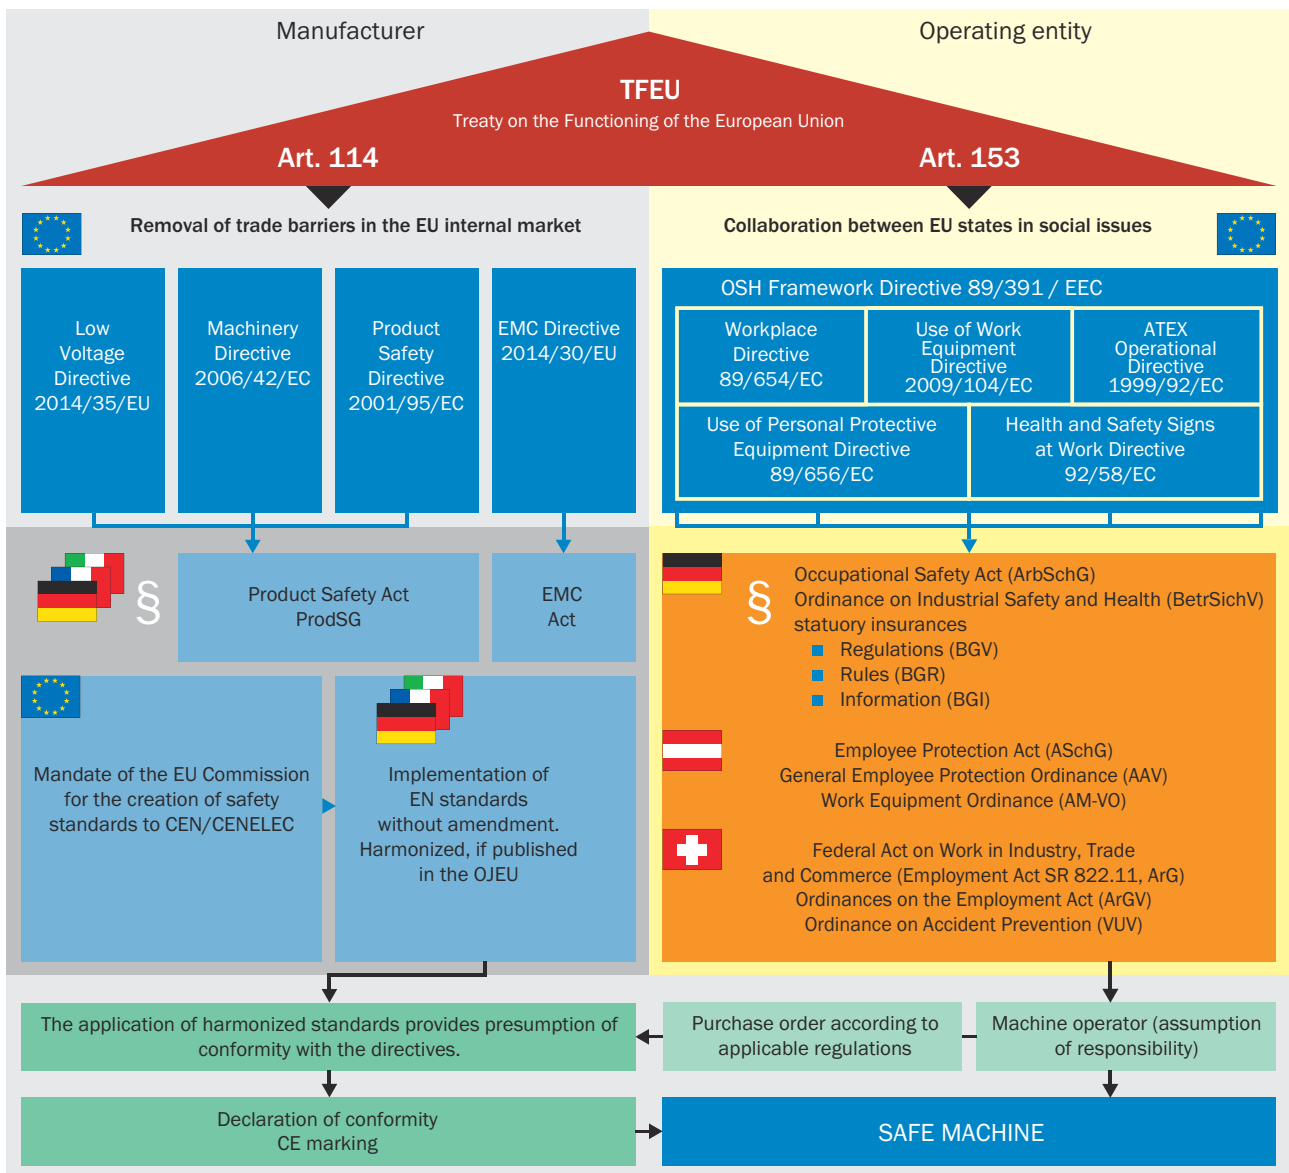 Manufacturer
Operating entity
TFEU
Treaty on the Functioning of the European Union
Art. 114
Art. 153
Removal of trade barriers in the EU internal market
Collaboration between EU states in social issues
Low
Voltage
Directive
2014/35/EU
Machinery
Directive
2006/42/EC
Product
Safety
Directive
2001/95/EC
EMC Directive
2014/30/EU
OSH Framework Directive 89/391 / EEC
Workplace
Directive
89/654/EC
Use of Work
Equipment
Directive
2009/104/EC
ATEX
Operational
Directive
1999/92/EC
Use of Personal Protective
Equipment Directive
89/656/EC
Health and Safety Signs
at Work Directive
92/58/EC
§
Product Safety Act
ProdSG
EMC
Act
Mandate of the EU Commission
for the creation of safety
standards to CEN/CENELEC
Implementation of
EN standards
without amendment.
Harmonized, if published
in the OJEU
§
Occupational Safety Act (ArbSchG)
Ordinance on Industrial Safety and Health (BetrSichV)
statuory insurances
Regulations (BGV)
Rules (BGR)
Information (BGI)
Employee Protection Act (ASchG)
General Employee Protection Ordinance (AAV)
Work Equipment Ordinance (AM-VO)
Federal Act on Work in Industry, Trade
and Commerce (Employment Act SR 822.11, ArG)
Ordinances on the Employment Act (ArGV)
Ordinance on Accident Prevention (VUV)
The application of harmonized standards provides presumption of
conformity with the directives.
Purchase order according to
applicable regulations
Machine operator (assumption
of responsibility)
Declaration of conformity
CE marking
SAFE MACHINE